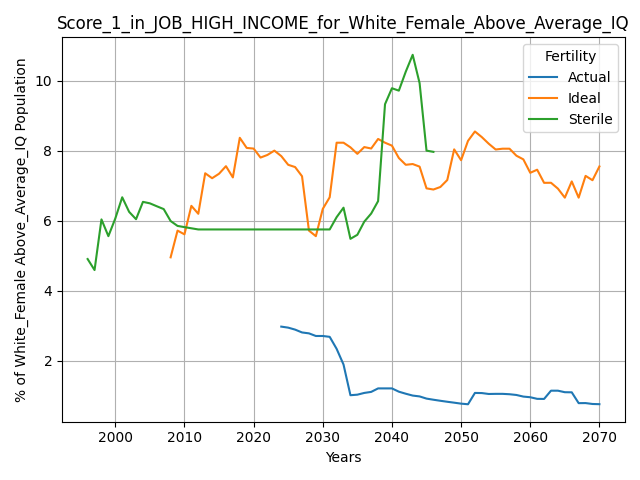 Score_1_in_JOB_HIGH_INCOME_for_White_Female_Above_Average_IQ
% of White_Female Above_Average_IQ Population
10
8
6
4
2
Fertility
Actual
Ideal
Sterile
2000
2010
2020
2030
2040
2050
2060
2070
Years